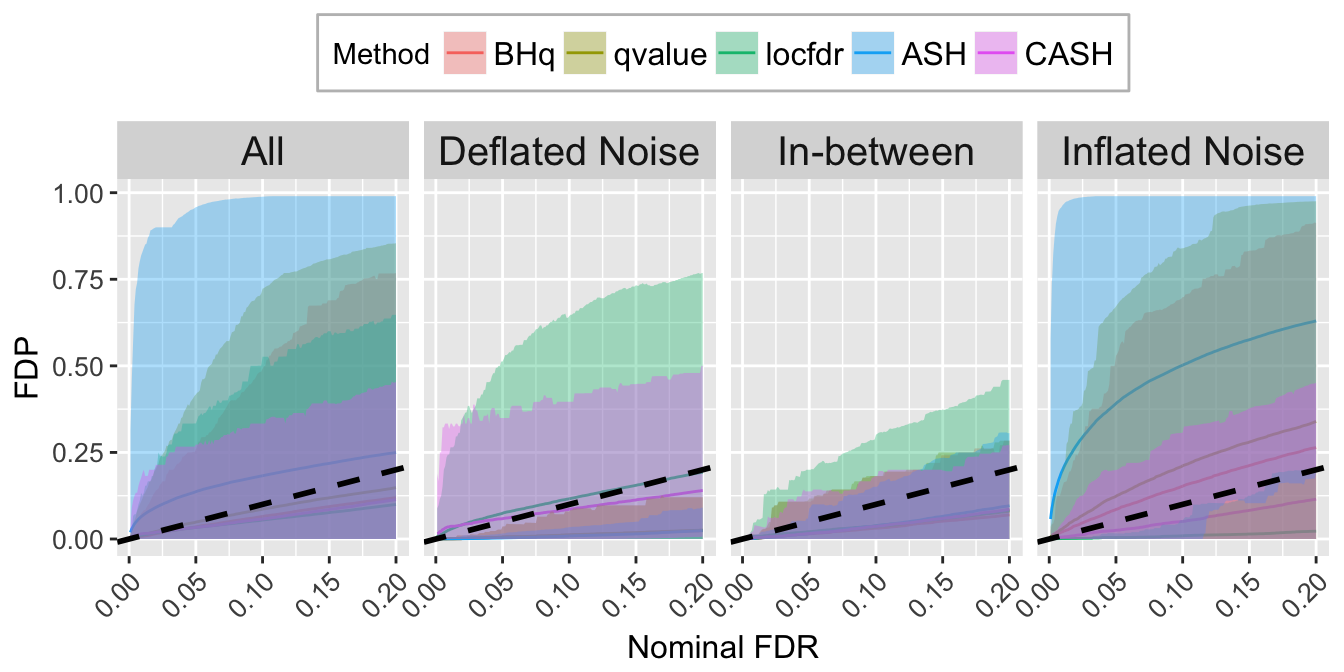 Method BHq qvalue locfdr ASH CASH
All Deflated Noise In-between Inflated Noise
1.00
0.75
0.50
0.25
0.00
FDP
0.00 0.05 0.10 0.15 0.20 0.00 0.05 0.10 0.15 0.20 0.00 0.05 0.10 0.15 0.20 0.00 0.05 0.10 0.15 0.20
Nominal FDR